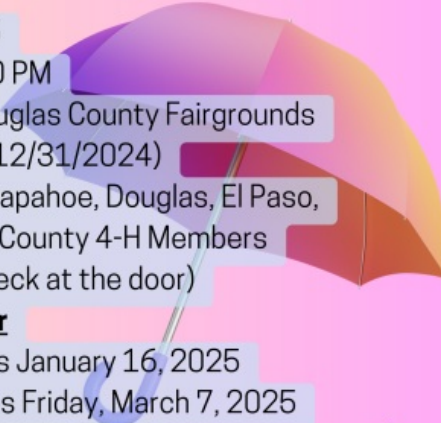 0 PM
uglas County Fairgrounds
12/31/2024)
apahoe, Douglas, El Paso,
County 4-H Members
eck at the door)
r
s January 16, 2025
s Friday, March 7, 2025